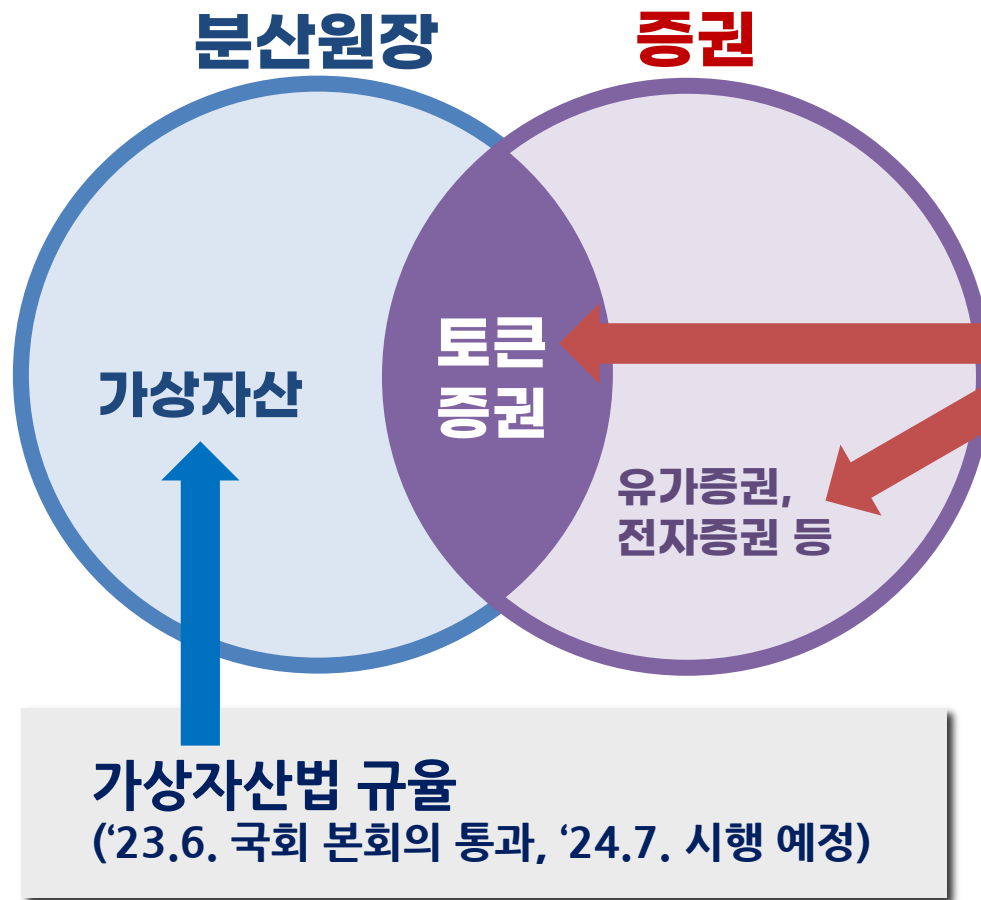 분산원장
증권
가상자산
토큰
증권
유가증권,
전자증권 등
가상자산법 규율
(‘23.6. 국회 본회의 통과, ‘24.7. 시행 예정)